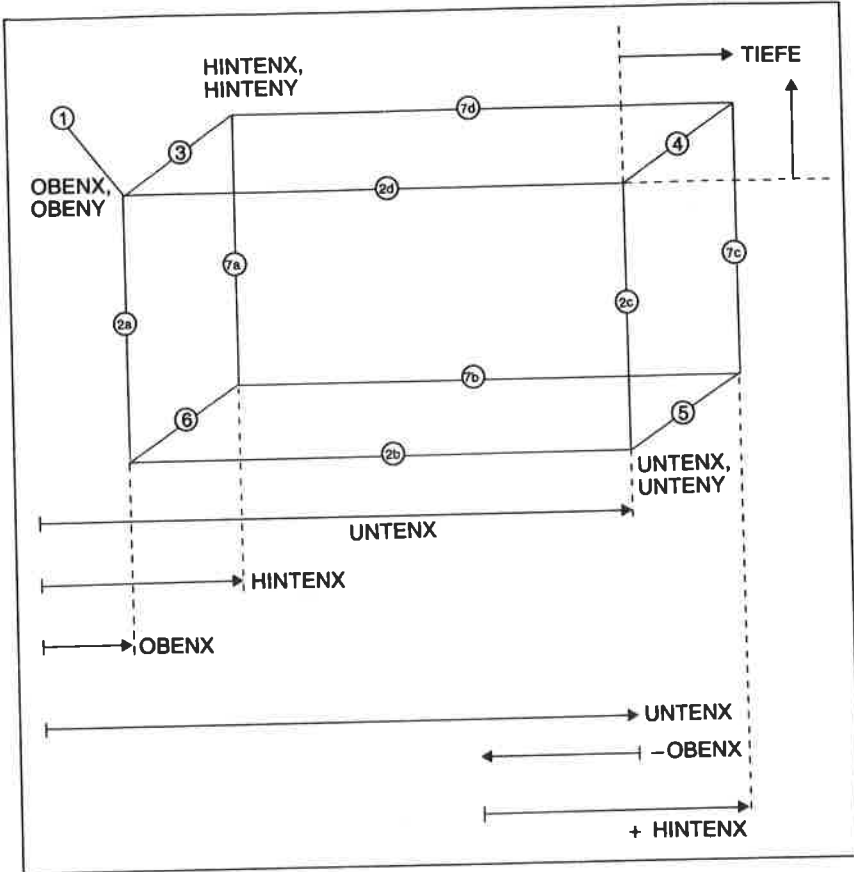 TIEFE
HINTENX,
HINTENY
1
7d
3
4
OBENX,
OBENY
2d
7a
7c
2a
2c
7b
6
5
2b
UNTENX,
UNTENY
UNTENX
HINTENX
OBENX
UNTENX
–OBENX
+ HINTENX